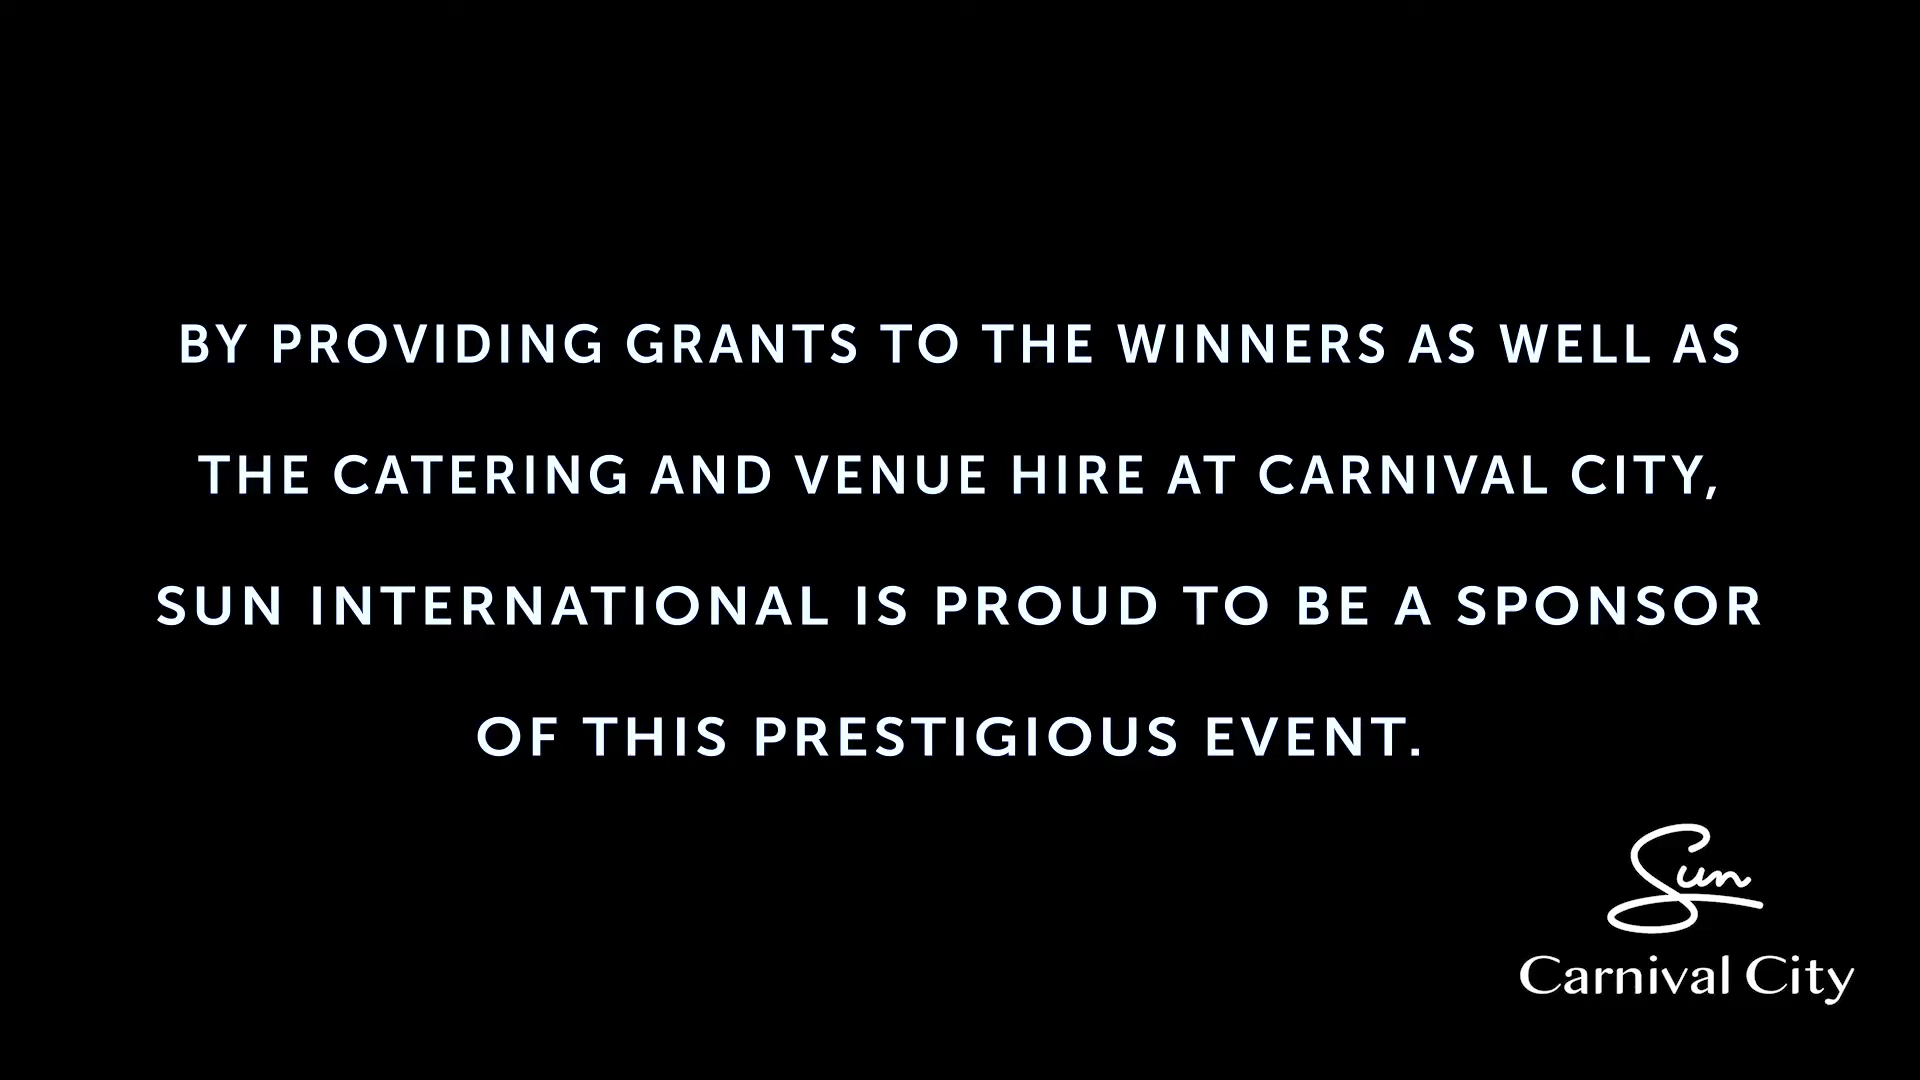 BY PROVIDING GRANTS TO THE WINNERS AS WELL AS
THE CATERING AND VENUE HIRE AT CARNIVAL CITY,
SUN INTERNATIONAL IS PROUD TO BE A SPONSOR
OF THIS PRESTIGIOUS EVENT.
Sun
Carnival City